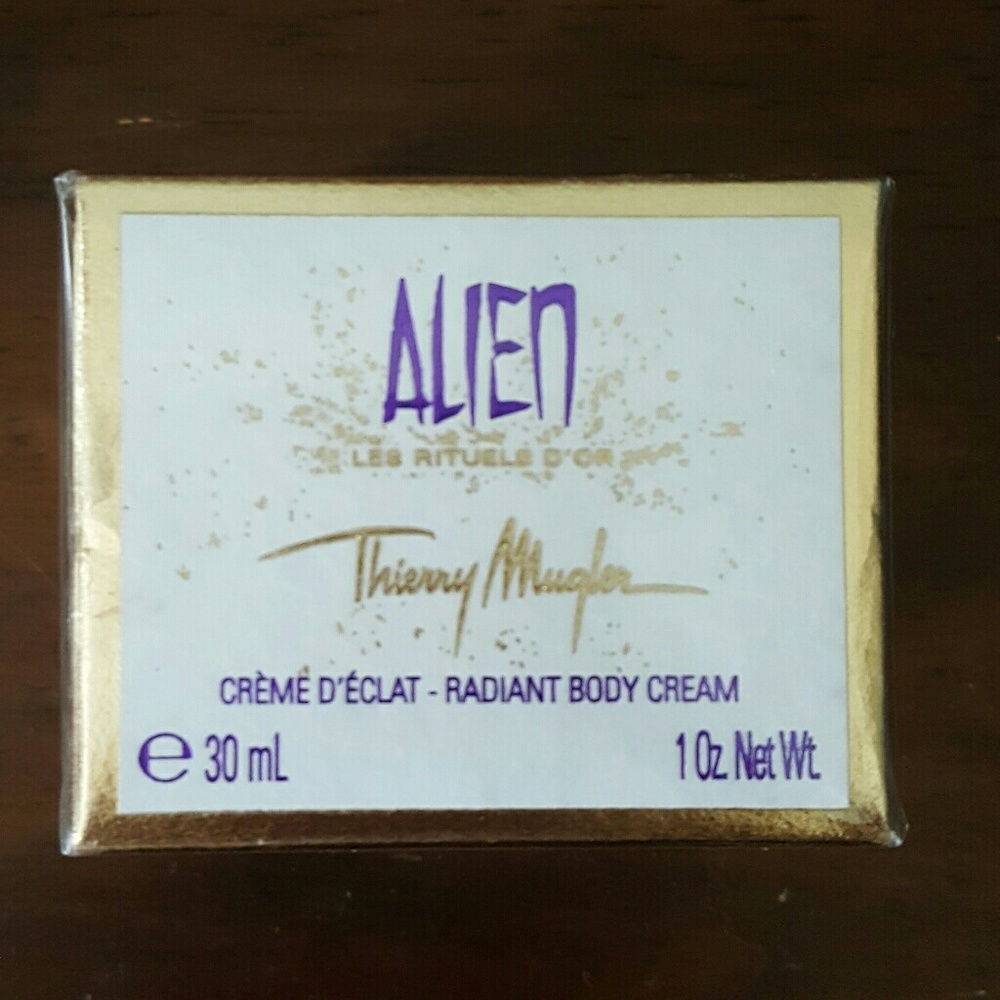 ALIEN
LES RITUELS D'OR
Thierry Mugler
CRÈME D'ÉCLAT - RADIANT BODY CREAM
e 30 mL 1 Oz. Net Wt.